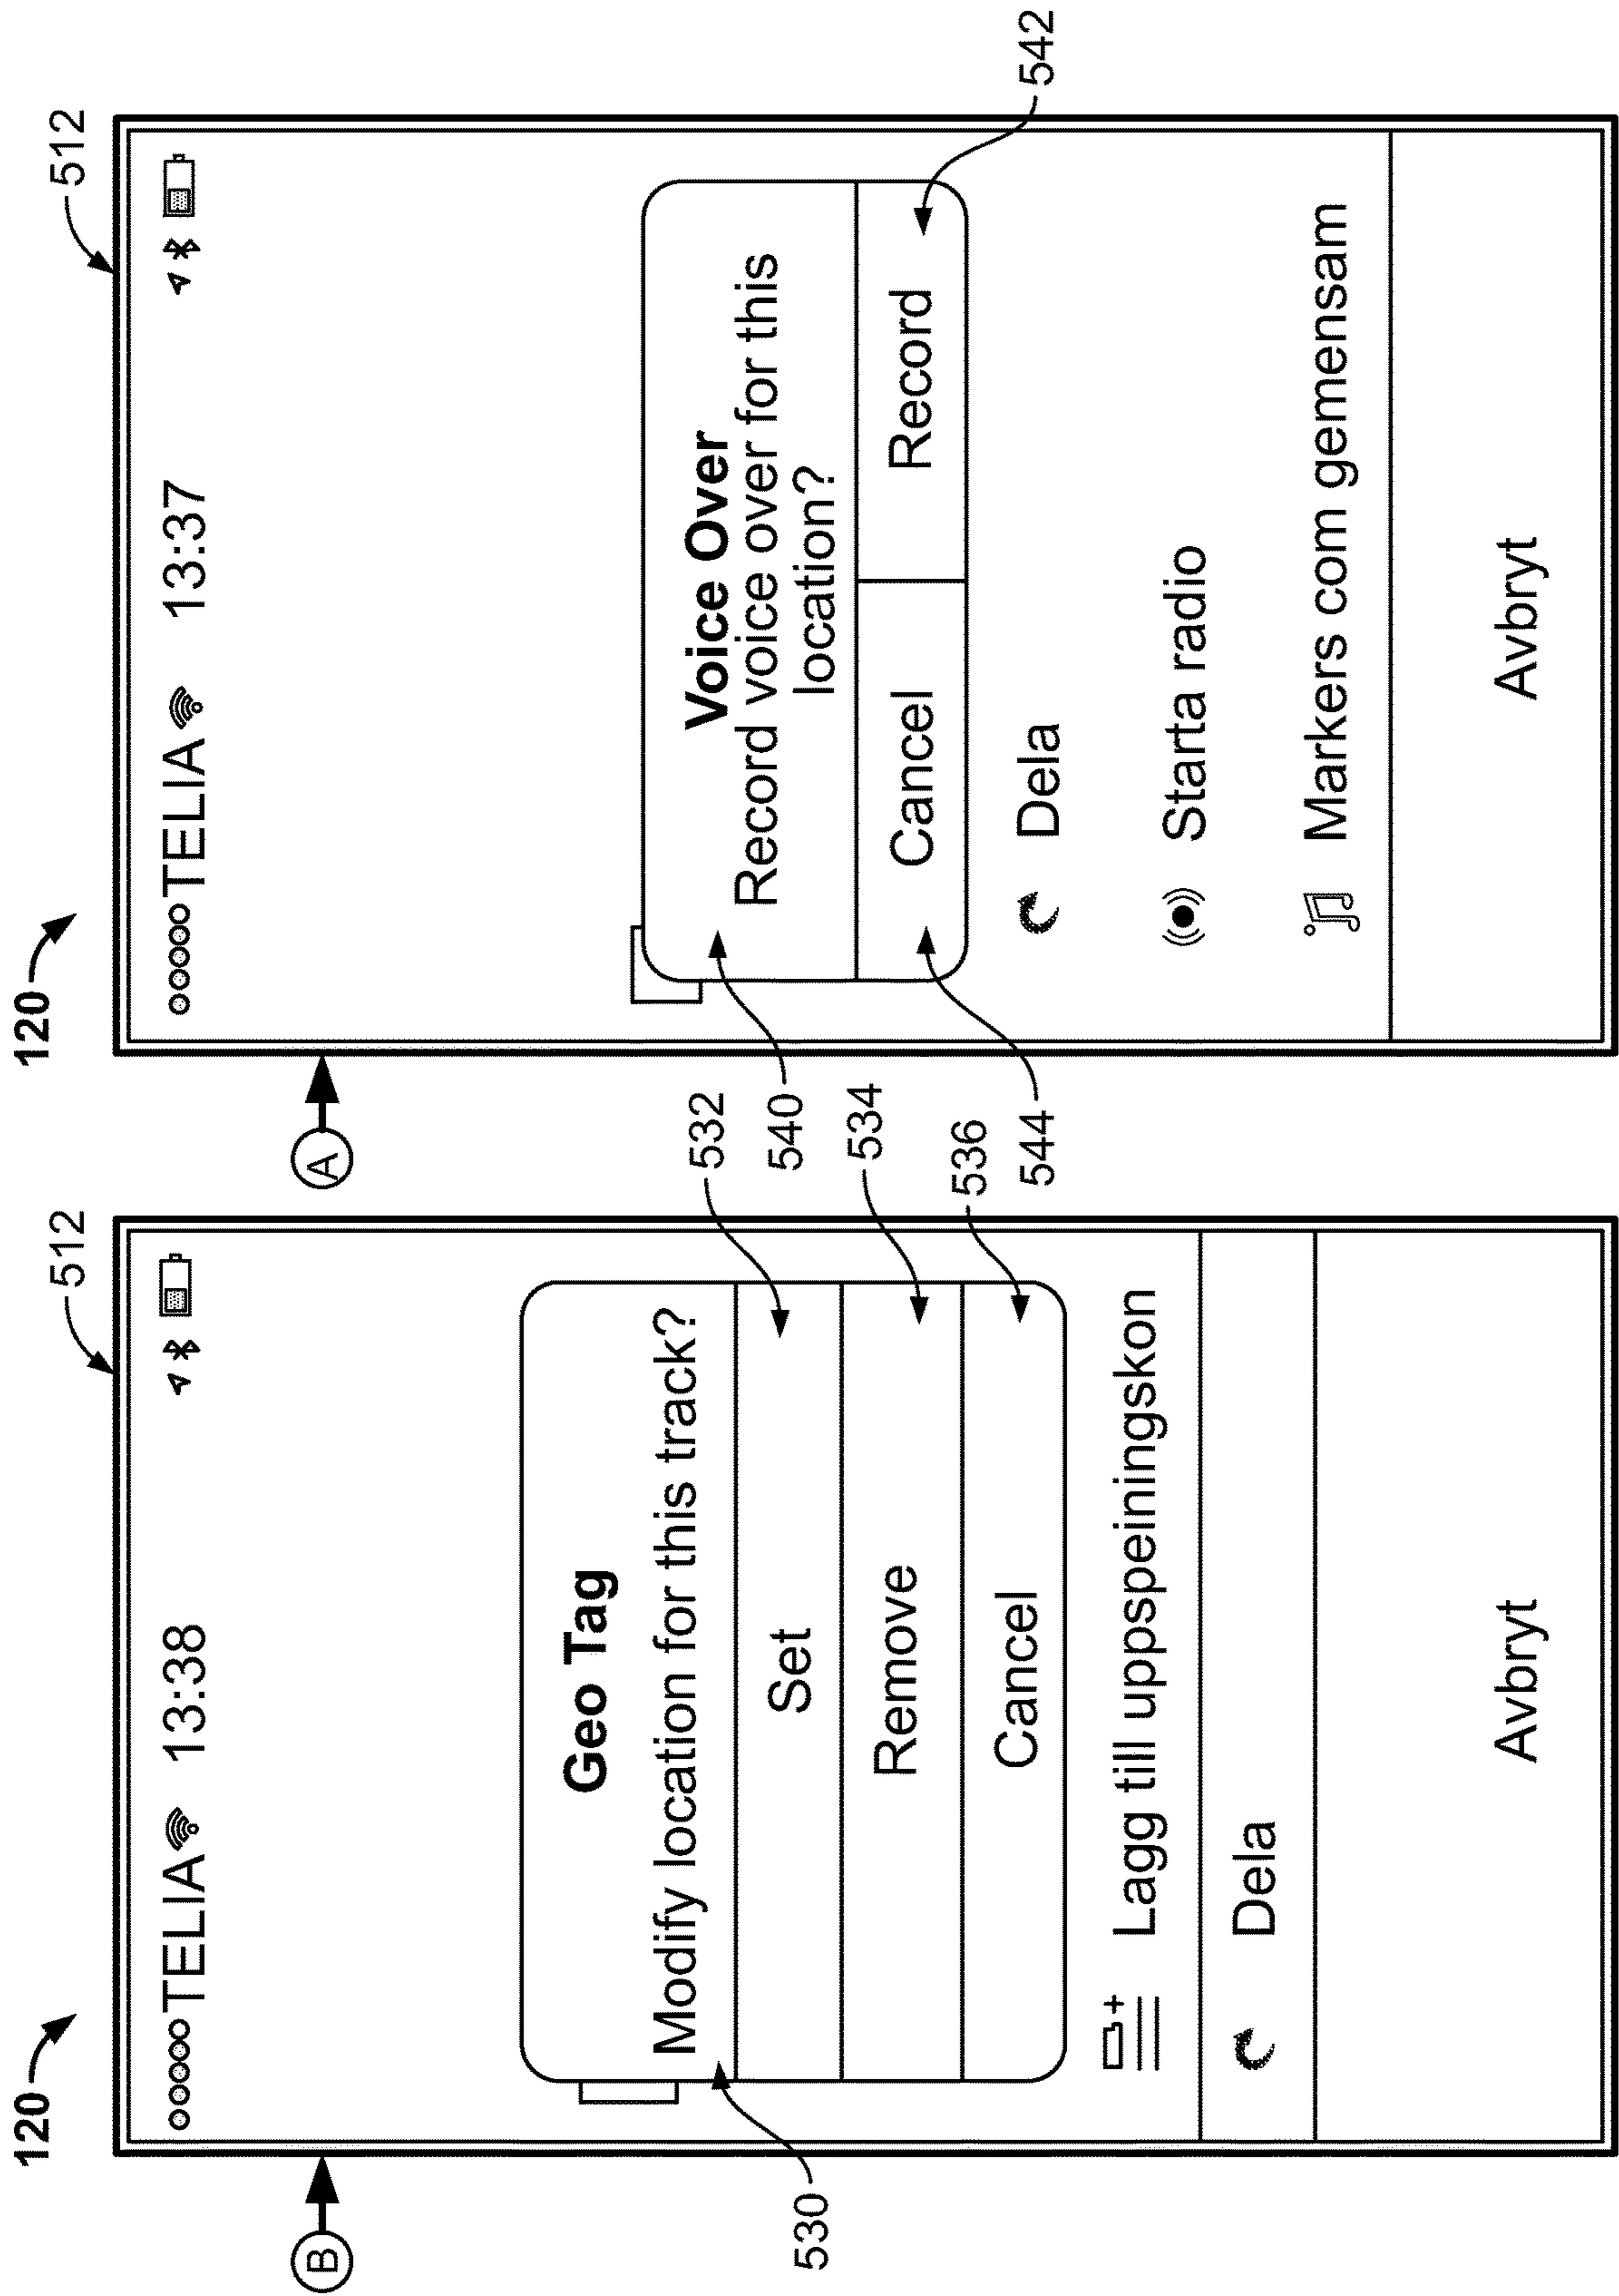 120
512
B
TELIA 13:38
Geo Tag
Modify location for this track?
Set
Remove
Cancel
Lagg till uppspeiningskon
Dela
Avbryt
530
532
534
536
120
512
A
TELIA 13:37
Voice Over
Record voice over for this
location?
Cancel
Record
Dela
Starta radio
Markers com gemensam
Avbryt
540
542
544